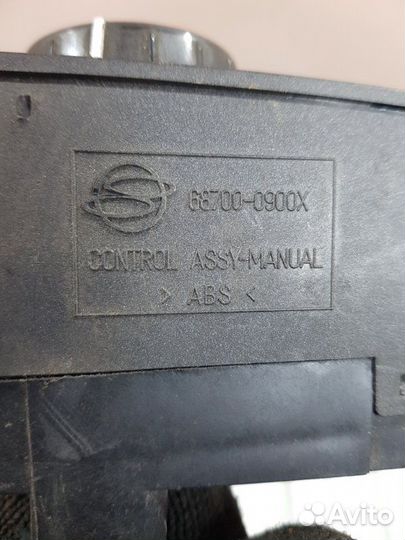 68700-0900X
CONTROL ASSY-MANUAL
> ABS <
Avito